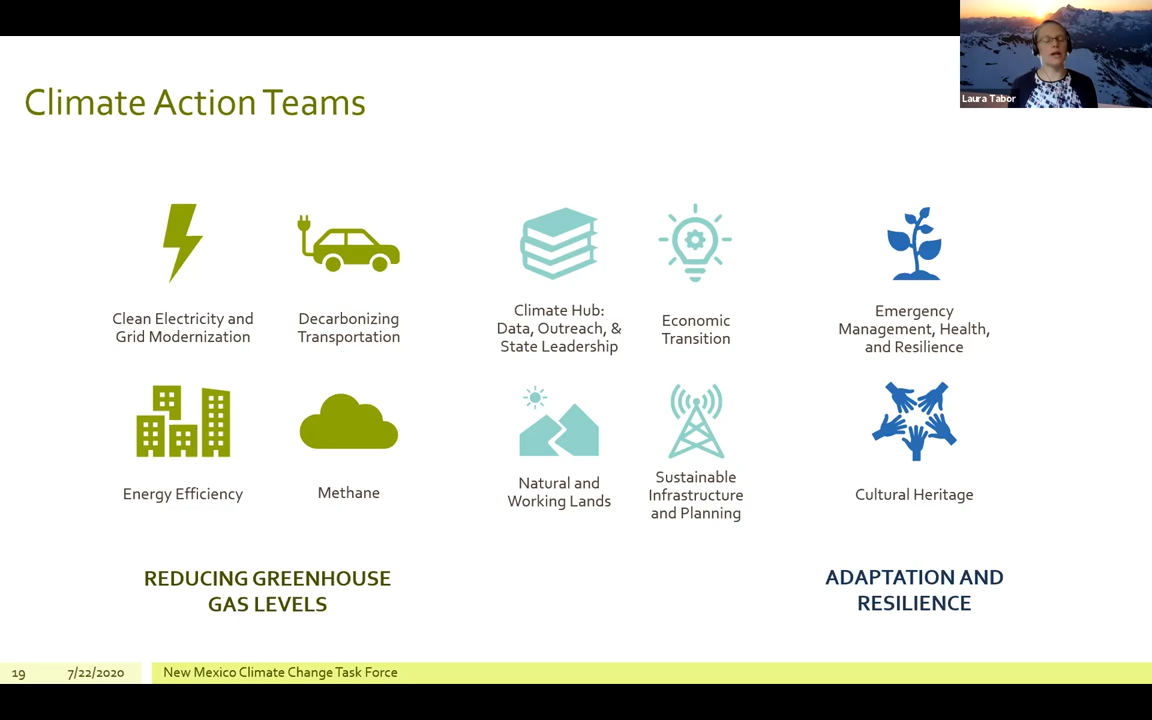 Climate Action Teams
Laura Tabor
Clean Electricity and
Grid Modernization
Decarbonizing
Transportation
Climate Hub:
Data, Outreach, &
State Leadership
Economic
Transition
Emergency
Management, Health,
and Resilience
Energy Efficiency
Methane
Natural and
Working Lands
Sustainable
Infrastructure
and Planning
Cultural Heritage
REDUCING GREENHOUSE
GAS LEVELS
ADAPTATION AND
RESILIENCE
19
7/22/2020
New Mexico Climate Change Task Force